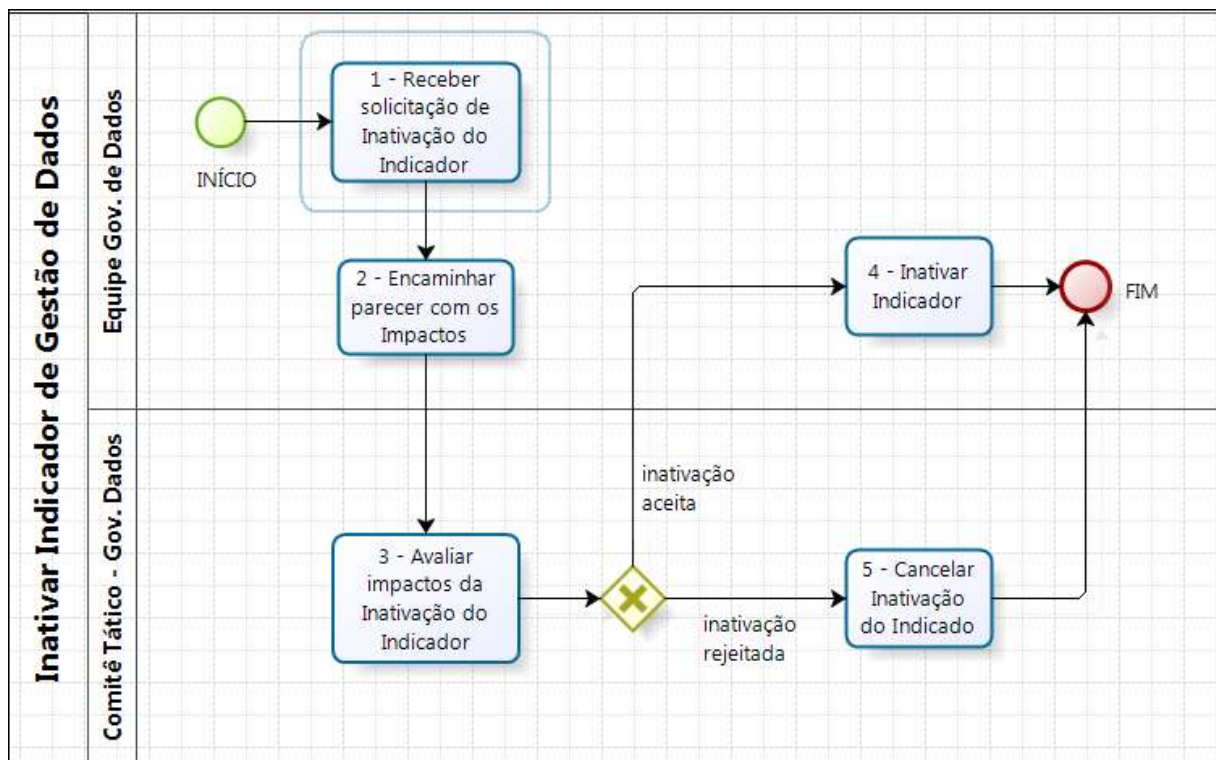 Inativar Indicador de Gestão de Dados
Equipe Gov. de Dados
INÍCIO
1 - Receber
solicitação de
Inativação do
Indicador
2 - Encaminhar
parecer com os
Impactos
4 - Inativar
Indicador
FIM
Comitê Tático - Gov. Dados
3 - Avaliar
impactos da
Inativação do
Indicador
inativação
aceita
inativação
rejeitada
5 - Cancelar
Inativação
do Indicado